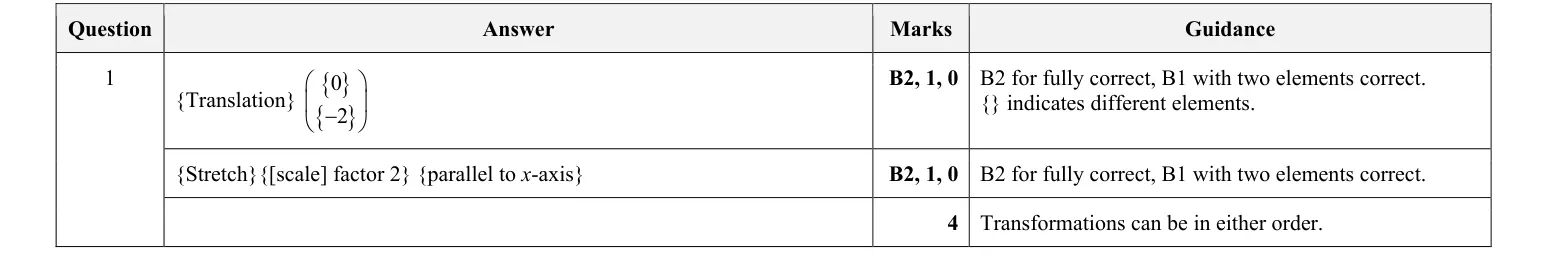 Question Answer Marks Guidance
1 {Translation} ( {0} {−2} ) B2, 1, 0 B2 for fully correct, B1 with two elements correct.
{} indicates different elements.
{Stretch}{[scale] factor 2} {parallel to x-axis} B2, 1, 0 B2 for fully correct, B1 with two elements correct.
4 Transformations can be in either order.